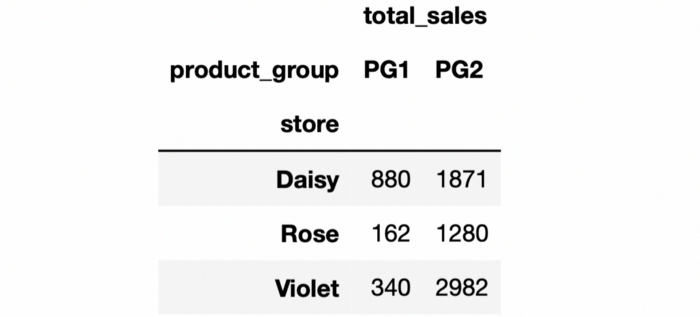 total_sales
product_group PG1 PG2
store
Daisy 880 1871
Rose 162 1280
Violet 340 2982